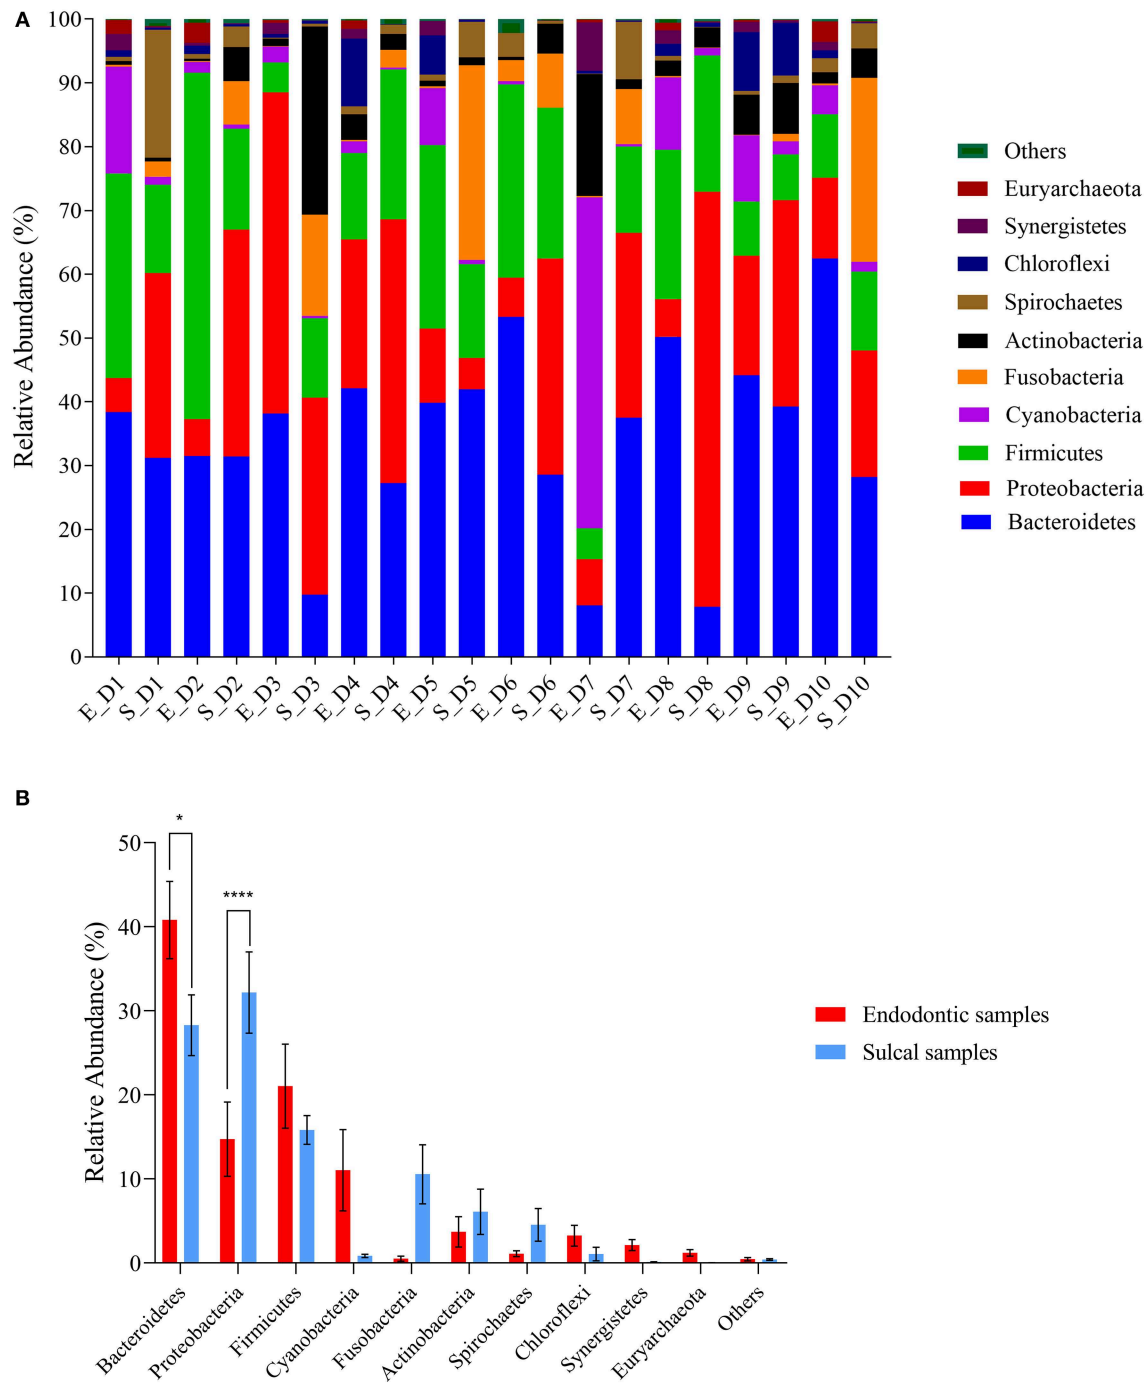 A
Relative Abundance (%)
100
90
80
70
60
50
40
30
20
10
0
E_D1
S_D1
E_D2
S_D2
E_D3
S_D3
E_D4
S_D4
E_D5
S_D5
E_D6
S_D6
E_D7
S_D7
E_D8
S_D8
E_D9
S_D9
E_D10
S_D10
Others
Euryarchaeota
Synergistetes
Chloroflexi
Spirochaetes
Actinobacteria
Fusobacteria
Cyanobacteria
Firmicutes
Proteobacteria
Bacteroidetes
B
Relative Abundance (%)
50
40
30
20
10
0
*
****
Bacteroidetes
Proteobacteria
Firmicutes
Cyanobacteria
Fusobacteria
Actinobacteria
Spirochaetes
Chloroflexi
Synergistetes
Euryarchaeota
Others
Endodontic samples
Sulcal samples